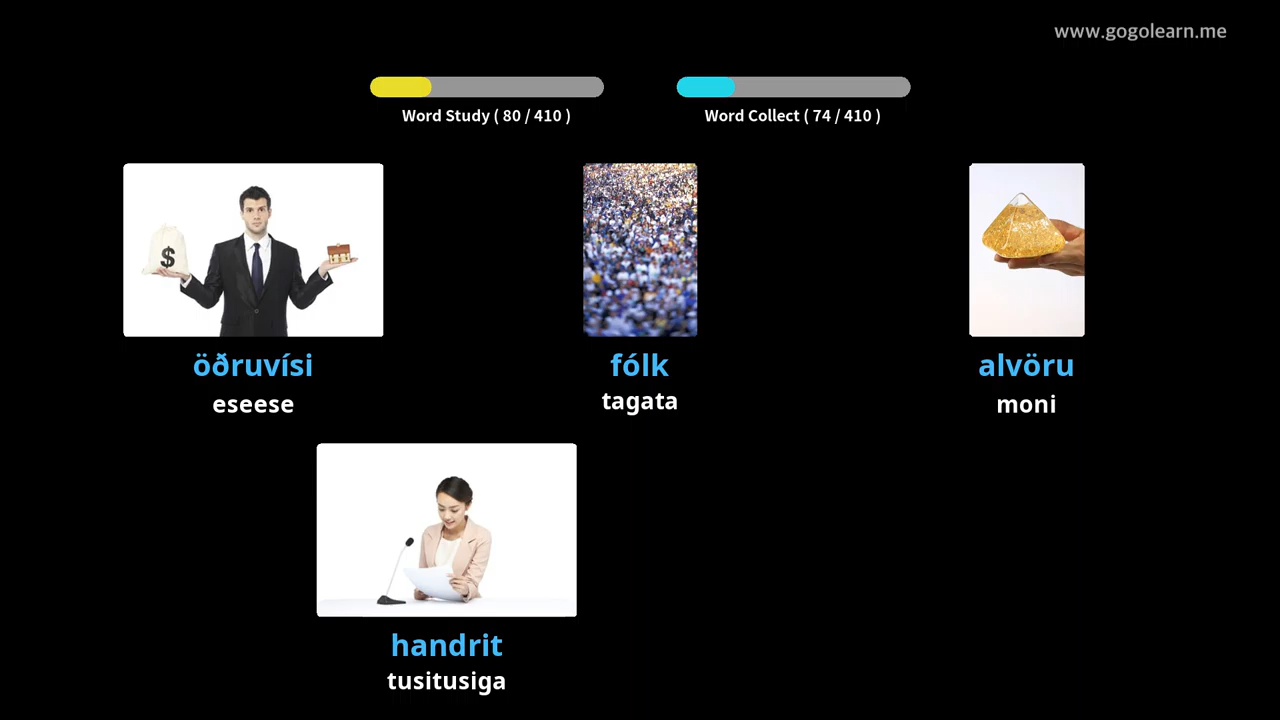 www.gogolearn.me
Word Study ( 80 / 410 )
Word Collect ( 74 / 410 )
$
öðruvísi
eseese
fólk
tagata
alvöru
moni
handrit
tusitusiga